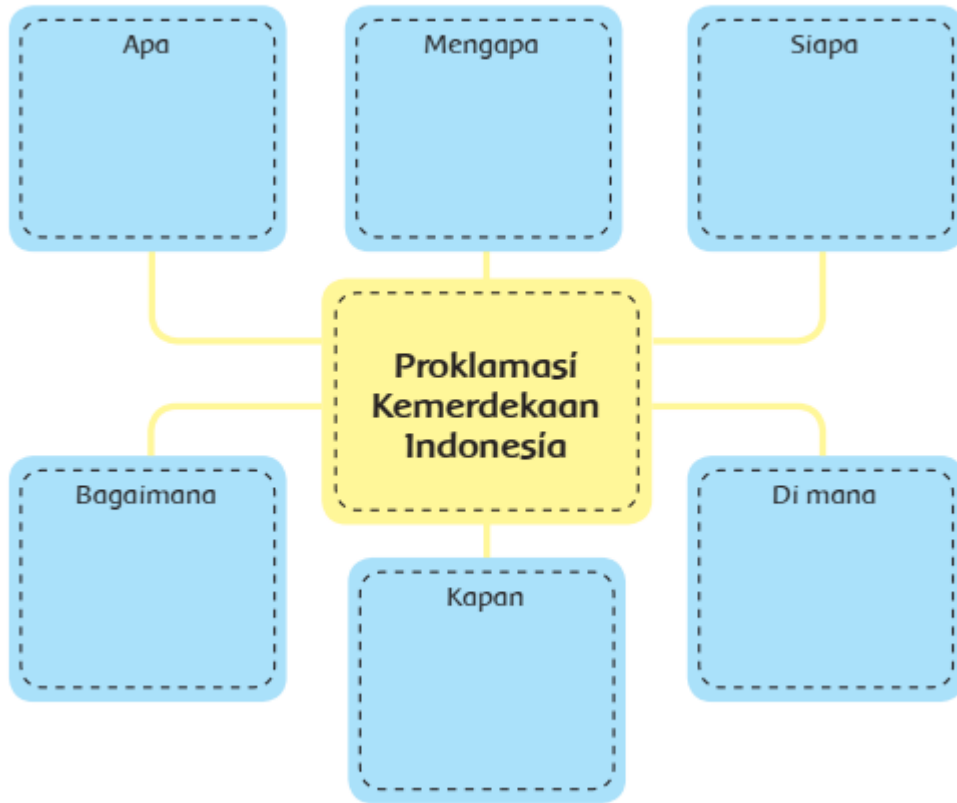 Apa
Mengapa
Siapa
Proklamasi
Kemerdekaan
Indonesia
Bagaimana
Di mana
Kapan